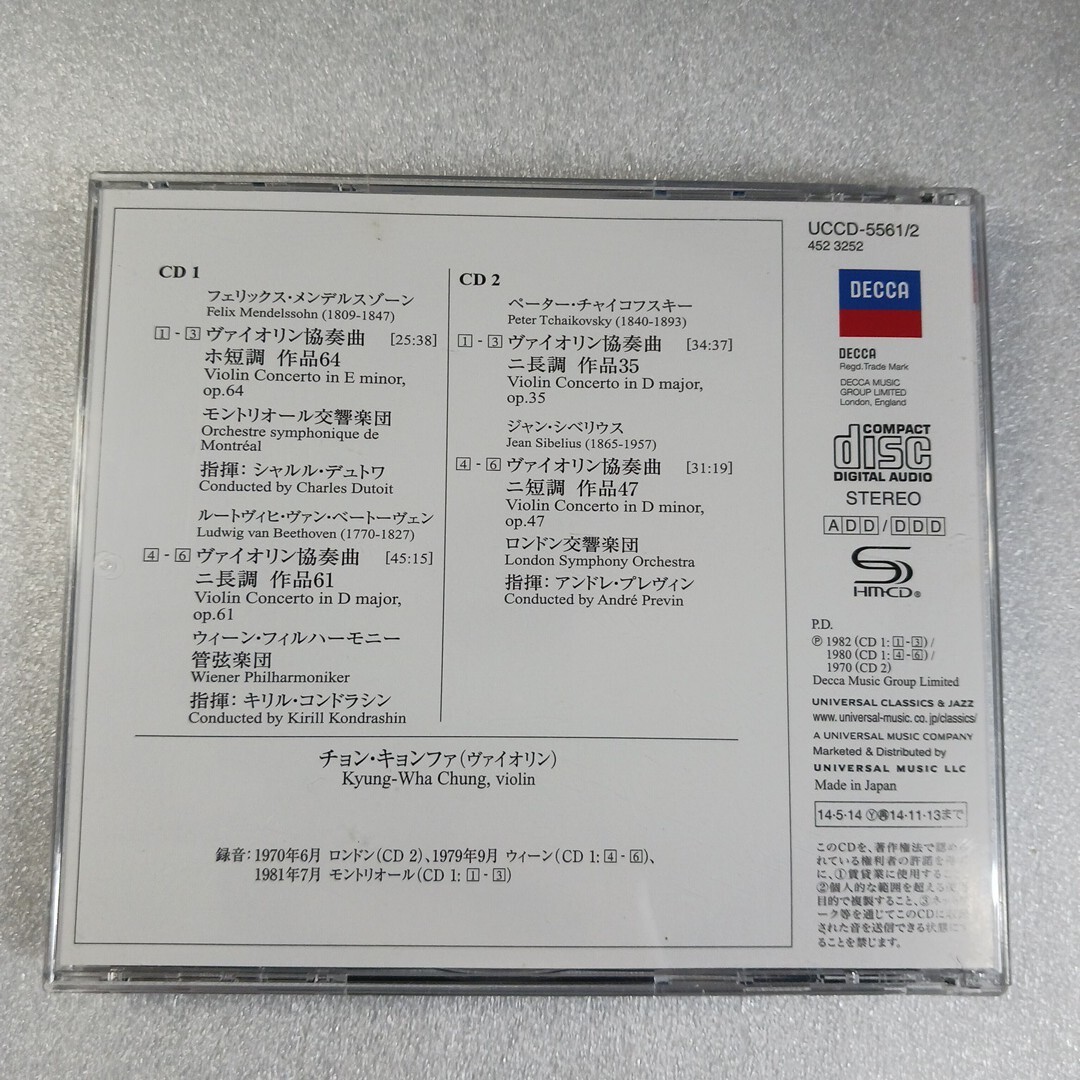 CD 1
フェリックス・メンデルスゾーン
Felix Mendelssohn (1809-1847)
1 - 3 ヴァイオリン協奏曲 [25:38]
ホ短調 作品64
Violin Concerto in E minor,
op.64
モントリオール交響楽団
Orchestre symphonique de
Montréal
指揮：シャルル・デュトワ
Conducted by Charles Dutoit
ルートヴィヒ・ヴァン・ベートーヴェン
Ludwig van Beethoven (1770-1827)
4 - 6 ヴァイオリン協奏曲 [45:15]
ニ長調 作品61
Violin Concerto in D major,
op.61
ウィーン・フィルハーモニー
管弦楽団
Wiener Philharmoniker
指揮：キリル・コンドラシン
Conducted by Kirill Kondrashin
CD 2
ペーター・チャイコフスキー
Peter Tchaikovsky (1840-1893)
1 - 3 ヴァイオリン協奏曲 [34:37]
ニ長調 作品35
Violin Concerto in D major,
op.35
ジャン・シベリウス
Jean Sibelius (1865-1957)
4 - 6 ヴァイオリン協奏曲 [31:19]
ニ短調 作品47
Violin Concerto in D minor,
op.47
ロンドン交響楽団
London Symphony Orchestra
指揮：アンドレ・プレヴィン
Conducted by André Previn
チョン・キョンファ(ヴァイオリン)
Kyung-Wha Chung, violin
録音：1970年6月 ロンドン(CD 2)、1979年9月 ウィーン(CD 1: 4 - 6)、
1981年7月 モントリオール(CD 1: 1 - 3)
UCCD-5561/2
452 3252
DECCA
DECCA
Regd. Trade Mark
DECCA MUSIC
GROUP LIMITED
London, England
COMPACT
disc
DIGITAL AUDIO
STEREO
ADD/DDD
SHM-CD®
P.D.
℗ 1982 (CD 1: 1 - 3) /
1980 (CD 1: 4 - 6) /
1970 (CD 2)
Decca Music Group Limited
UNIVERSAL CLASSICS & JAZZ
www.universal-music.co.jp/classics/
A UNIVERSAL MUSIC COMPANY
Marketed & Distributed by
UNIVERSAL MUSIC LLC
Made in Japan
14・5・14 Ⓨ再14・11・13まで
このCDを、著作権法で認め
れている権利者の許諾を
に、①賃貸業に使用するこ
②個人的な範囲を超える
目的で複製すること、③ネッ
ーク等を通じてこのCDに
された音を送信できる状態に
ることを禁じます。